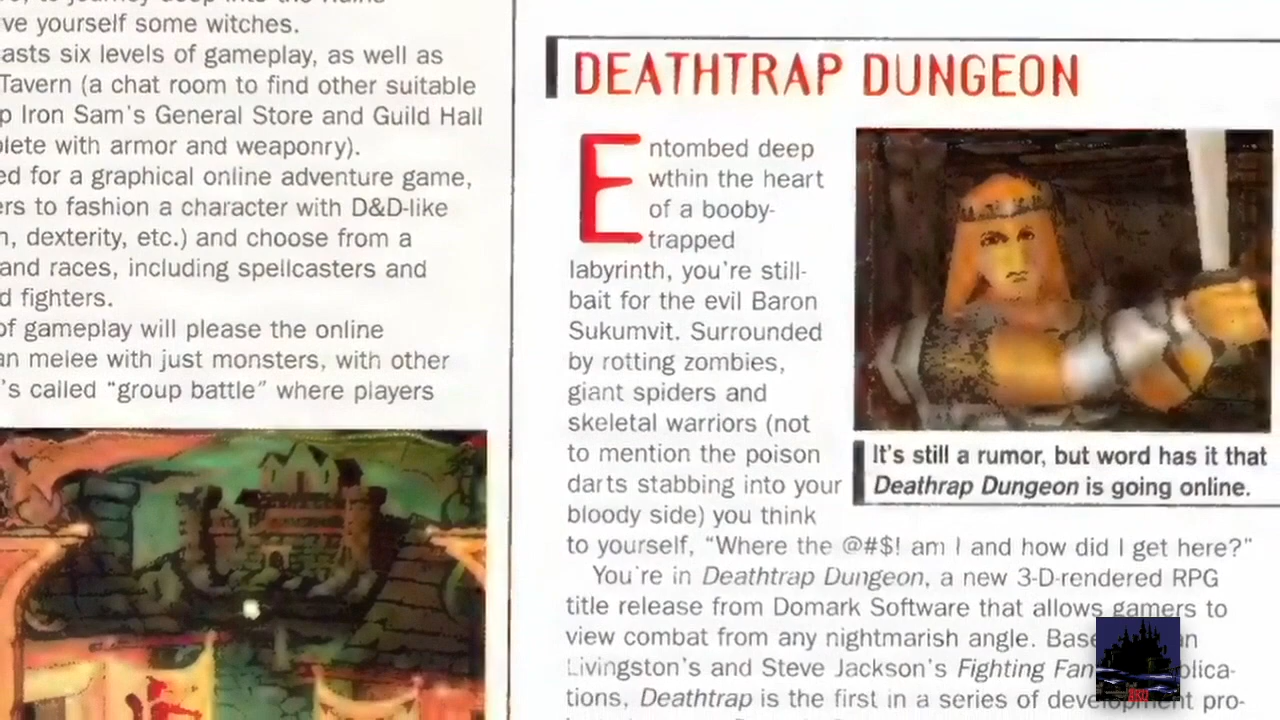 ve yourself some witches.
asts six levels of gameplay, as well as
Tavern (a chat room to find other suitable
p Iron Sam's General Store and Guild Hall
lete with armor and weaponry).
ed for a graphical online adventure game,
ers to fashion a character with D&D-like
n, dexterity, etc.) and choose from a
and races, including spellcasters and
d fighters.
of gameplay will please the online
an melee with just monsters, with other
's called "group battle" where players
DEATHTRAP DUNGEON
Entombed deep
wthin the heart
of a booby-
trapped
labyrinth, you're still-
bait for the evil Baron
Sukumvit. Surrounded
by rotting zombies,
giant spiders and
skeletal warriors (not
to mention the poison
darts stabbing into your
bloody side) you think
to yourself, "Where the @#$! am I and how did I get here?"
You're in Deathtrap Dungeon, a new 3-D-rendered RPG
title release from Domark Software that allows gamers to
view combat from any nightmarish angle. Base an
Livingston's and Steve Jackson's Fighting Fan plica-
tions, Deathtrap is the first in a series of development pro-
It's still a rumor, but word has it that
Deathrap Dungeon is going online.